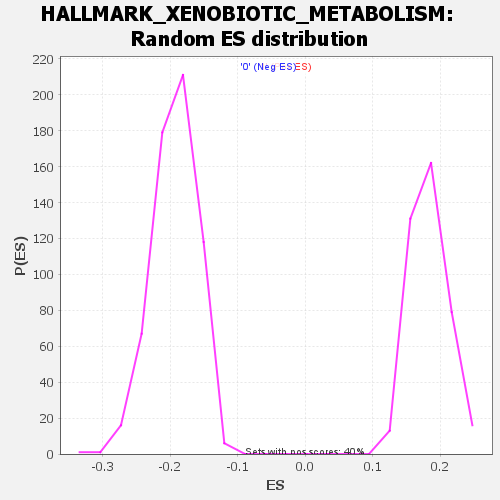 HALLMARK_XENOBIOTIC_METABOLISM:
Random ES distribution
'0' (Neg ES) ES)
220
200
180
160
140
120
100
80
60
40
20
0
P(ES)
Sets with pos scores: 40%
-0.3 -0.2 -0.1 0.0 0.1 0.2
ES